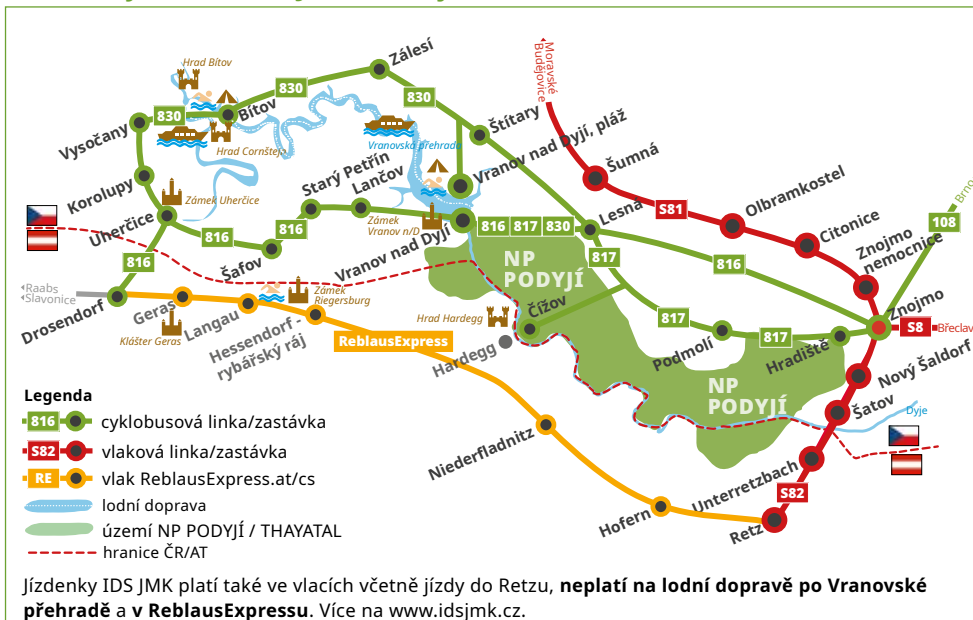 Moravské
Budějovice
Zálesí
Hrad Bítov
830
830
830
Bítov
Štítary
Vysočany
Hrad Cornštejn
Vranovská přehrada
Vranov nad Dyjí, pláž
Šumná
Korolupy
Starý Petřín
Lančov
Zámek Uherčice
S81
Olbramkostel
Brno
108
Uherčice
816
816
Zámek
Vranov n/D
Lesná
816 817 830
Citonice
Znojmo
nemocnice
Vranov nad Dyjí
817
816
816
Šafov
NP
PODYJÍ
Raabs
Slavonice
Drosendorf
Geras
Langau
Zámek
Riegersburg
Čížov
Hrad Hardegg
Znojmo
S8
Břeclav
817
817
Klášter Geras
Hessendorf -
rybářský ráj
ReblausExpress
Hardegg
Podmolí
Hradiště
Nový Šaldorf
NP
PODYJÍ
Šatov
Dyje
Legenda
816 cyklobusová linka/zastávka
S82 vlaková linka/zastávka
RE vlak ReblausExpress.at/cs
lodní doprava
území NP PODYJÍ / THAYATAL
hranice ČR/AT
Niederfladnitz
Unterretzbach
S82
Hofern
Retz
Jízdenky IDS JMK platí také ve vlacích včetně jízdy do Retzu, neplatí na lodní dopravě po Vranovské
přehradě a v ReblausExpressu. Více na www.idsjmk.cz.